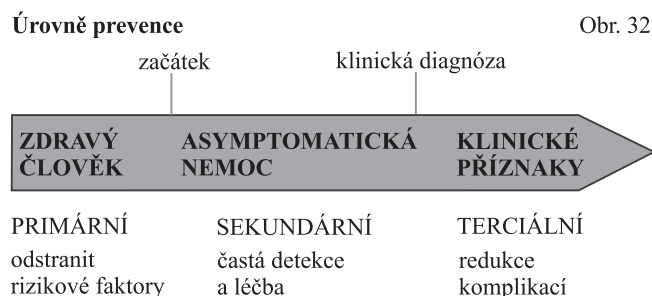 Úrovně prevence Obr. 32
začátek klinická diagnóza
ZDRAVÝ ASYMPTOMATICKÁ KLINICKÉ
ČLOVĚK NEMOC PŘÍZNAKY
PRIMÁRNÍ SEKUNDÁRNÍ TERCIÁLNÍ
odstranit častá detekce redukce
rizikové faktory a léčba komplikací